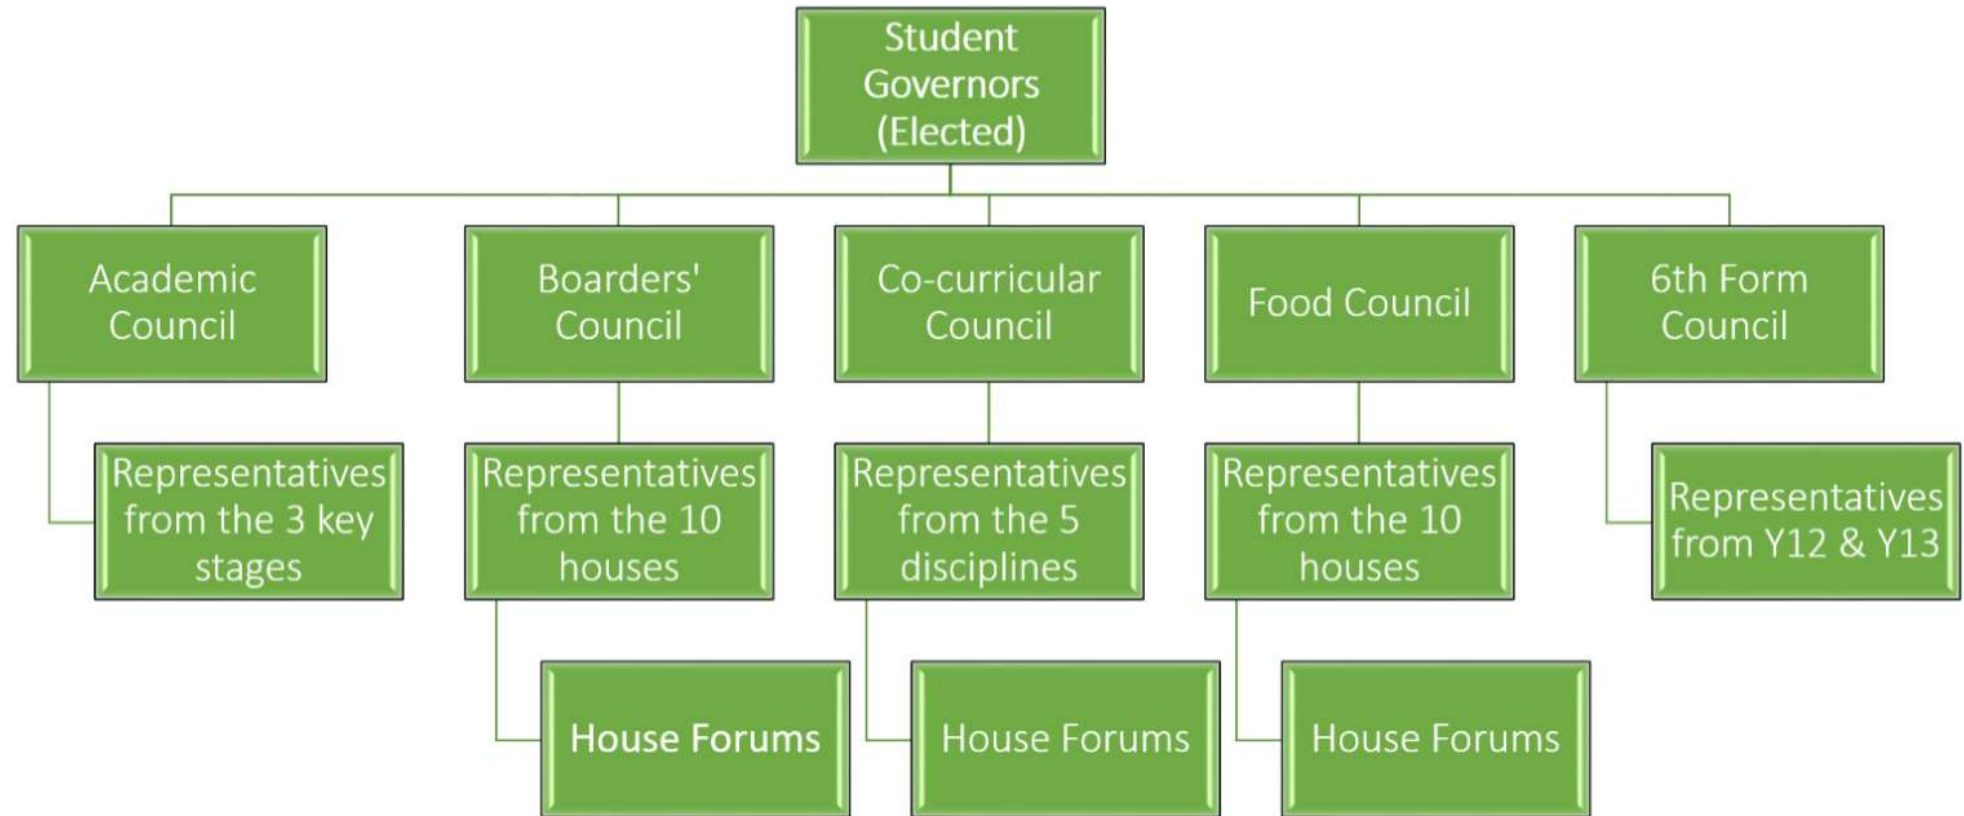 Student
Governors
(Elected)
Academic
Council
Boarders'
Council
Co-curricular
Council
Food Council
6th Form
Council
Representatives
from the 3 key
stages
Representatives
from the 10
houses
Representatives
from the 5
disciplines
Representatives
from the 10
houses
Representatives
from Y12 & Y13
House Forums
House Forums
House Forums